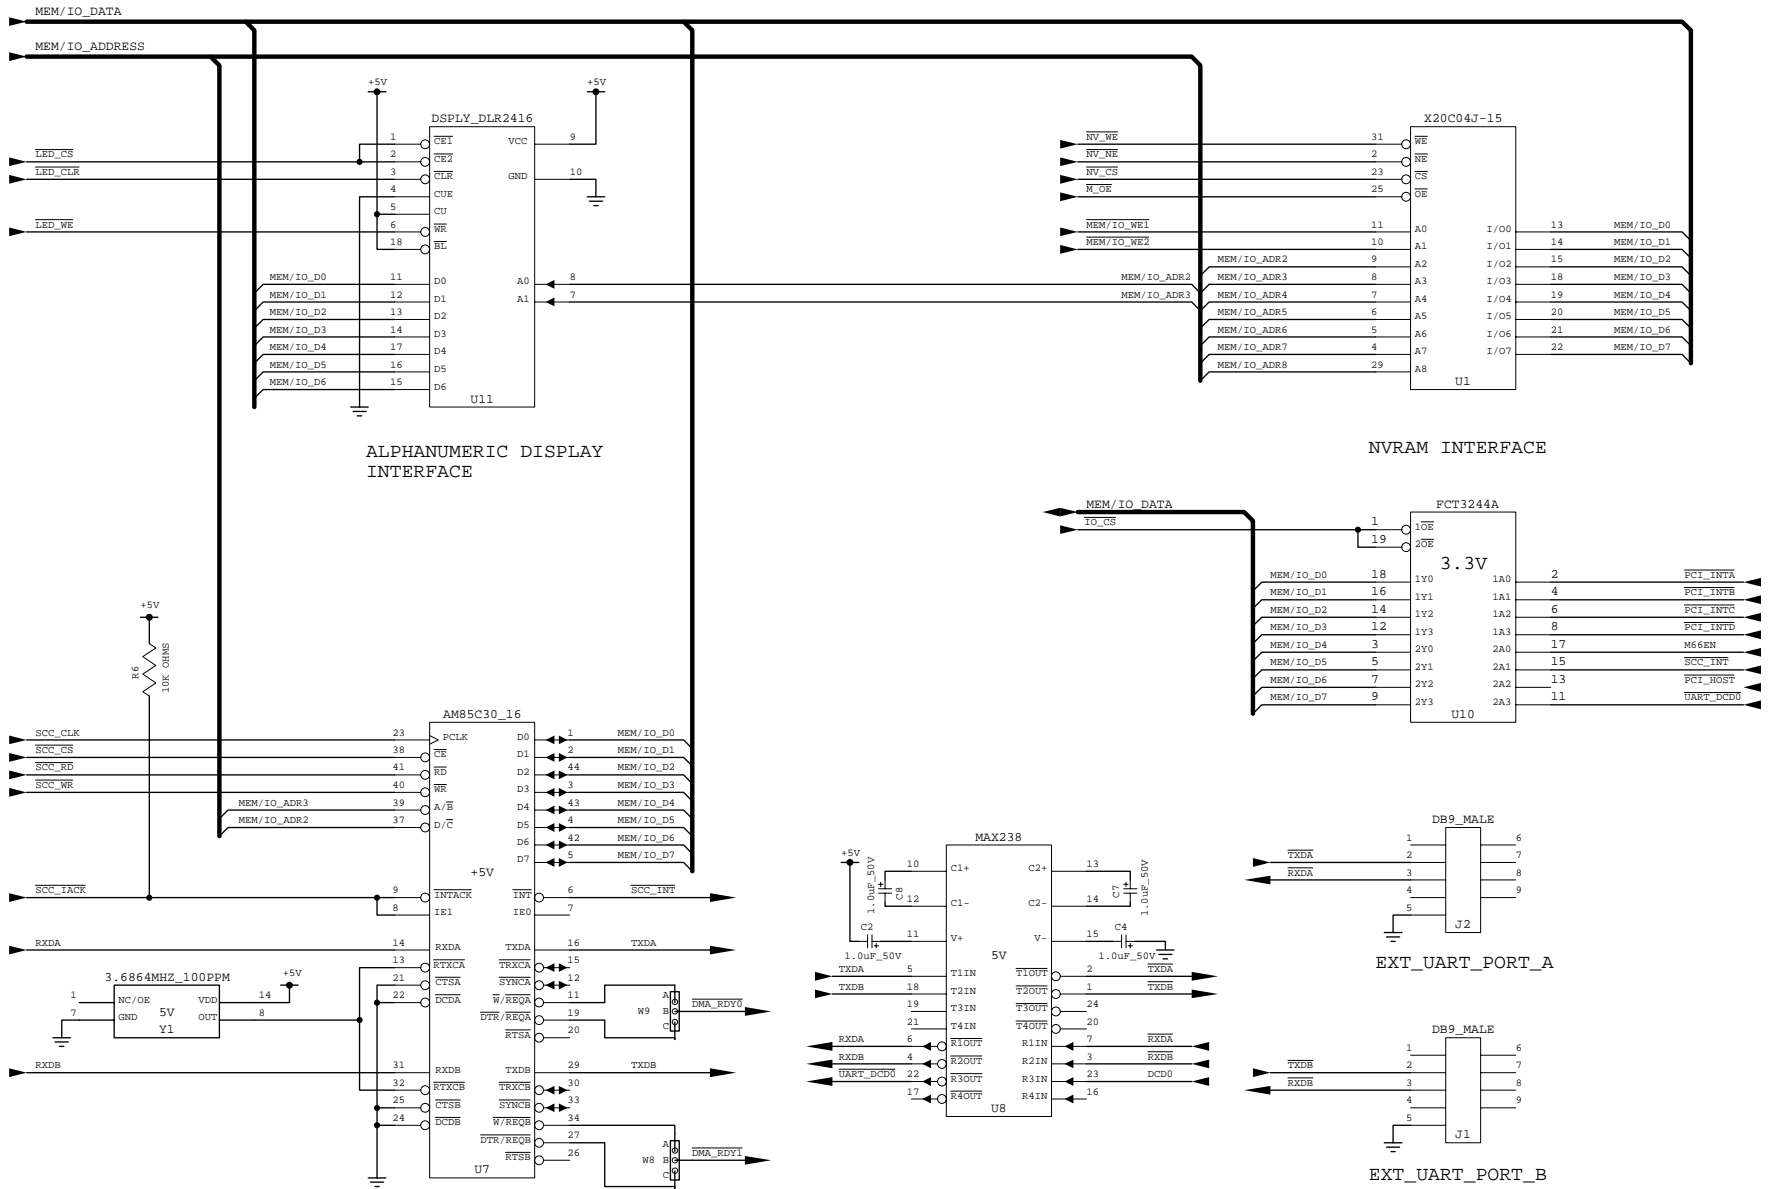 MEM/IO_DATA
MEM/IO_ADDRESS
+5V
+5V
DSPLY_DLR2416
LED_CS
LED_CLR
LED_WE
1 CE1 VCC 9
2 CE2
3 CLR GND 10
4 CUE
5 CU
6 WR
18 BL
MEM/IO_D0 11 D0 A0 8 MEM/IO_ADR2
MEM/IO_D1 12 D1 A1 7 MEM/IO_ADR3
MEM/IO_D2 13 D2
MEM/IO_D3 14 D3
MEM/IO_D4 17 D4
MEM/IO_D5 16 D5
MEM/IO_D6 15 D6
U11
ALPHANUMERIC DISPLAY
INTERFACE
X20C04J-15
NV_WE 31 WE
NV_NE 2 NE
NV_CS 23 CS
M_OE 25 OE
MEM/IO_WE1 11 A0 I/O0 13 MEM/IO_D0
MEM/IO_WE2 10 A1 I/O1 14 MEM/IO_D1
MEM/IO_ADR2 9 A2 I/O2 15 MEM/IO_D2
MEM/IO_ADR3 8 A3 I/O3 18 MEM/IO_D3
MEM/IO_ADR4 7 A4 I/O4 19 MEM/IO_D4
MEM/IO_ADR5 6 A5 I/O5 20 MEM/IO_D5
MEM/IO_ADR6 5 A6 I/O6 21 MEM/IO_D6
MEM/IO_ADR7 4 A7 I/O7 22 MEM/IO_D7
MEM/IO_ADR8 29 A8
U1
NVRAM INTERFACE
MEM/IO_DATA
IO_CS
FCT3244A
1 1OE
19 2OE
3.3V
MEM/IO_D0 18 1Y0 1A0 2 PCI_INTA
MEM/IO_D1 16 1Y1 1A1 4 PCI_INTB
MEM/IO_D2 14 1Y2 1A2 6 PCI_INTC
MEM/IO_D3 12 1Y3 1A3 8 PCI_INTD
MEM/IO_D4 3 2Y0 2A0 17 M66EN
MEM/IO_D5 5 2Y1 2A1 15 SCC_INT
MEM/IO_D6 7 2Y2 2A2 13 PCI_HOST
MEM/IO_D7 9 2Y3 2A3 11 UART_DCD0
U10
+5V
R6
10K OHMS
AM85C30_16
SCC_CLK 23 PCLK D0 1 MEM/IO_D0
SCC_CS 38 CE D1 2 MEM/IO_D1
SCC_RD 41 RD D2 44 MEM/IO_D2
SCC_WR 40 WR D3 3 MEM/IO_D3
MEM/IO_ADR3 39 A/B D4 43 MEM/IO_D4
MEM/IO_ADR2 37 D/C D5 4 MEM/IO_D5
D6 42 MEM/IO_D6
D7 5 MEM/IO_D7
+5V
SCC_IACK 9 INTACK INT 6 SCC_INT
8 IE1 IE0 7
RXDA 14 RXDA TXDA 16 TXDA
13 RTXCA TRXCA 15
21 CTSA SYNCA 12
22 DCDA W/REQA 11
DTR/REQA 19
RTSA 20
W9 A B C DMA_RDY0
3.6864MHZ_100PPM
+5V
1 NC/OE VDD 14
7 GND 5V OUT 8
Y1
RXDB 31 RXDB TXDB 29 TXDB
32 RTXCB TRXCB 30
25 CTSB SYNCB 33
24 DCDB W/REQB 34
DTR/REQB 27
RTSB 26
U7
W8 A B C DMA_RDY1
MAX238
+5V
10 C1+ C2+ 13
1.0uF_50V C8
C7 1.0uF_50V
12 C1- C2- 14
C2 11 V+ V- 15 C4
1.0uF_50V 5V 1.0uF_50V
TXDA 5 T1IN T1OUT 2 TXDA
TXDB 18 T2IN T2OUT 1 TXDB
19 T3IN T3OUT 24
21 T4IN T4OUT 20
RXDA 6 R1OUT R1IN 7 RXDA
RXDB 4 R2OUT R2IN 3 RXDB
UART_DCD0 22 R3OUT R3IN 23 DCD0
17 R4OUT R4IN 16
U8
DB9_MALE
1 6
TXDA 2 7
RXDA 3 8
4 9
5
J2
EXT_UART_PORT_A
DB9_MALE
1 6
TXDB 2 7
RXDB 3 8
4 9
5
J1
EXT_UART_PORT_B